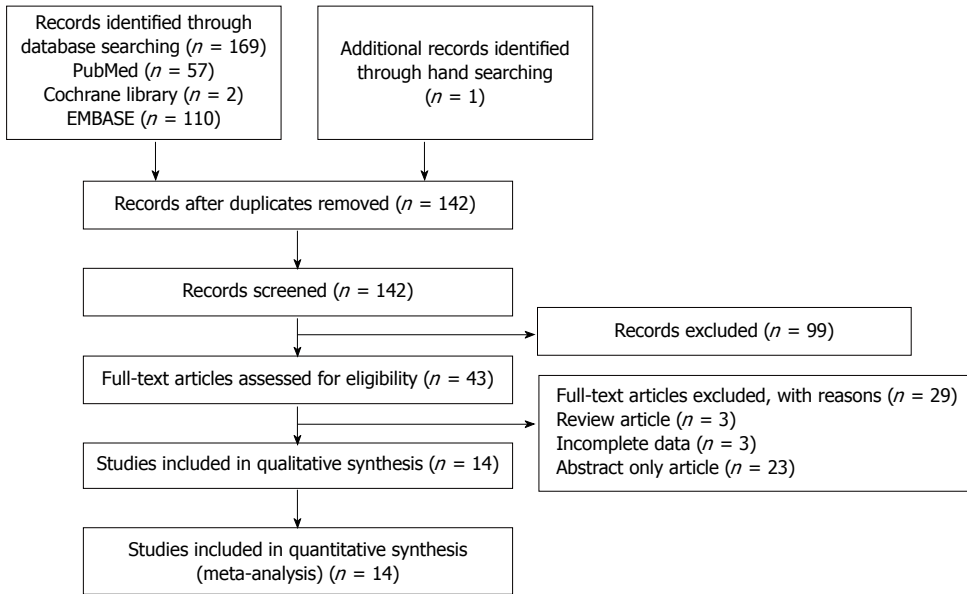 Records identified through
database searching (n = 169)
PubMed (n = 57)
Cochrane library (n = 2)
EMBASE (n = 110)
Additional records identified
through hand searching
(n = 1)
Records after duplicates removed (n = 142)
Records screened (n = 142)
Records excluded (n = 99)
Full-text articles assessed for eligibility (n = 43)
Full-text articles excluded, with reasons (n = 29)
Review article (n = 3)
Incomplete data (n = 3)
Abstract only article (n = 23)
Studies included in qualitative synthesis (n = 14)
Studies included in quantitative synthesis
(meta-analysis) (n = 14)